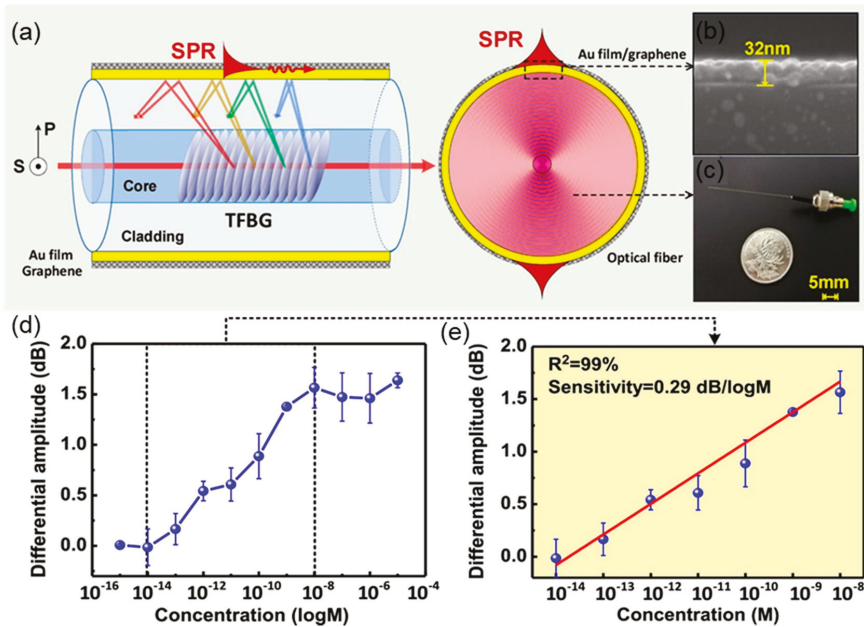 (a)
SPR
P
S
Core
TFBG
Cladding
Au film
Graphene
SPR
Au film/graphene
Optical fiber
(b)
32nm
(c)
5mm
(d)
Differential amplitude (dB)
2.0
1.5
1.0
0.5
0.0
10-16 10-14 10-12 10-10 10-8 10-6 10-4
Concentration (logM)
(e)
Differential amplitude (dB)
R2=99%
Sensitivity=0.29 dB/logM
2.0
1.5
1.0
0.5
0.0
10-14 10-13 10-12 10-11 10-10 10-9 10-8
Concentration (M)